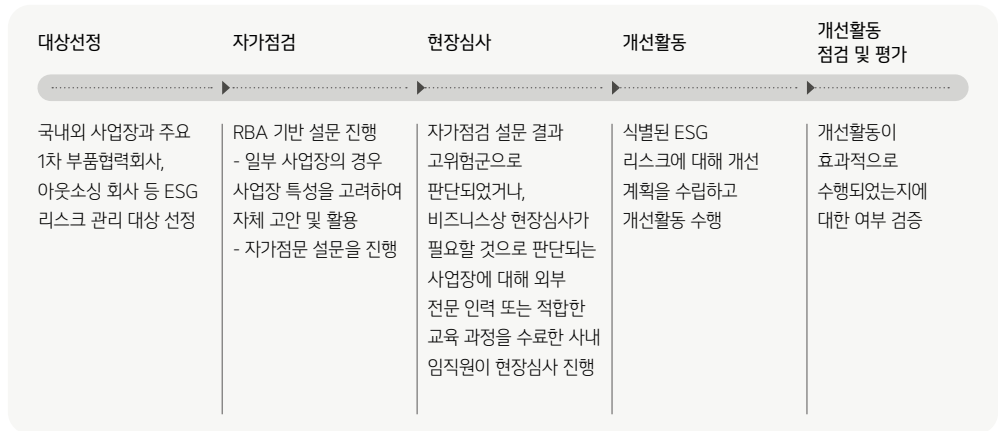 대상선정
국내외 사업장과 주요
1차 부품협력회사,
아웃소싱 회사 등 ESG
리스크 관리 대상 선정
자가점검
RBA 기반 설문 진행
- 일부 사업장의 경우
사업장 특성을 고려하여
자체 고안 및 활용
- 자가점문 설문을 진행
현장심사
자가점검 설문 결과
고위험군으로
판단되었거나,
비즈니스상 현장심사가
필요할 것으로 판단되는
사업장에 대해 외부
전문 인력 또는 적합한
교육 과정을 수료한 사내
임직원이 현장심사 진행
개선활동
식별된 ESG
리스크에 대해 개선
계획을 수립하고
개선활동 수행
개선활동
점검 및 평가
개선활동이
효과적으로
수행되었는지에
대한 여부 검증